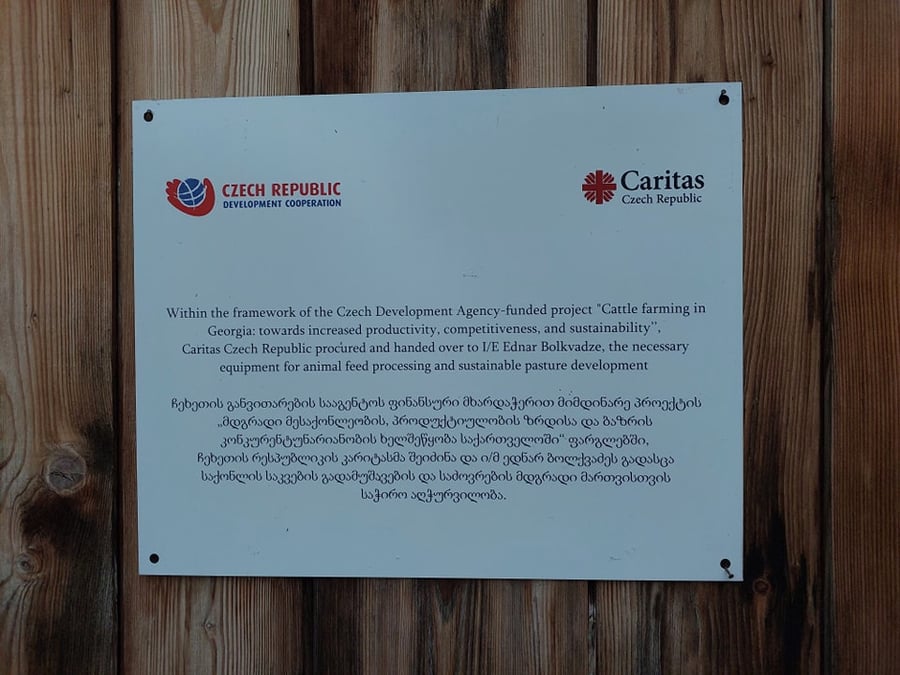 CZECH REPUBLIC
DEVELOPMENT COOPERATION
Caritas
Czech Republic
Within the framework of the Czech Development Agency-funded project "Cattle farming in
Georgia: towards increased productivity, competitiveness, and sustainability”,
Caritas Czech Republic procured and handed over to I/E Ednar Bolkvadze, the necessary
equipment for animal feed processing and sustainable pasture development
ჩეხეთის განვითარების სააგენტოს ფინანსური მხარდაჭერით მიმდინარე პროექტის
„მდგრადი მესაქონლეობის, პროდუქტიულობის ზრდისა და ბაზრის
კონკურენტუნარიანობის ხელშეწყობა საქართველოში“ ფარგლებში,
ჩეხეთის რესპუბლიკის კარიტასმა შეიძინა და ი/მ ედნარ ბოლქვაძეს გადასცა
საქონლის საკვების გადამუშავების და საძოვრების მდგრადი მართვისთვის
საჭირო აღჭურვილობა.